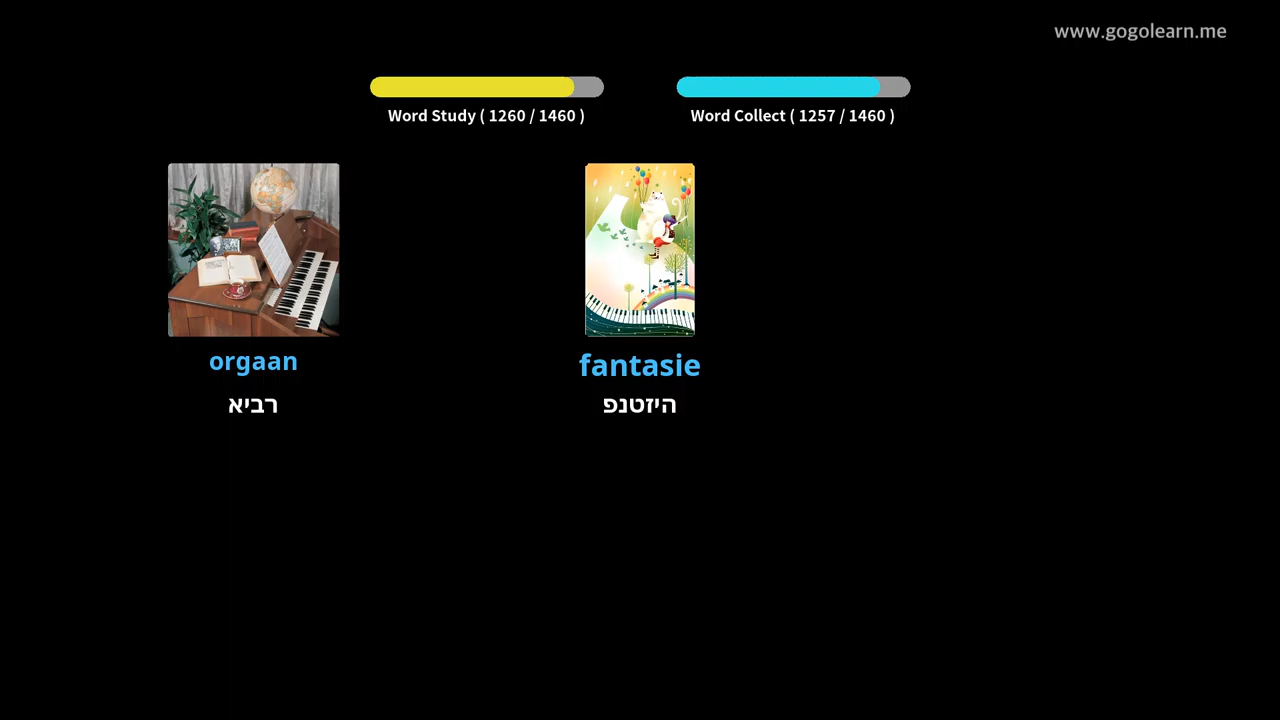 www.gogolearn.me
Word Study ( 1260 / 1460 )
Word Collect ( 1257 / 1460 )
orgaan
רביא
fantasie
היזטנפ